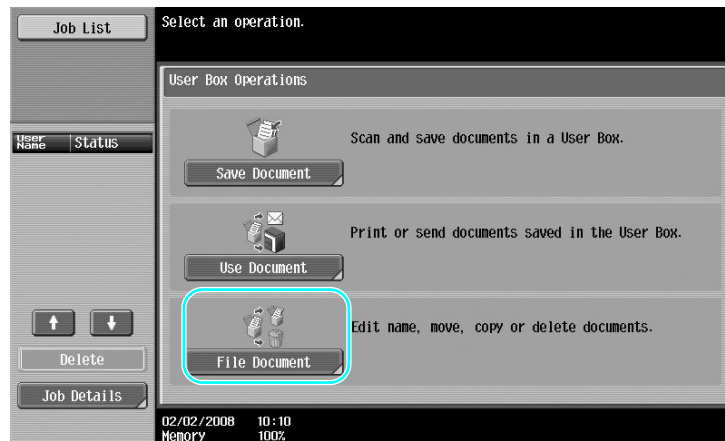 Job List
Select an operation.
User Box Operations
User Name Status
Scan and save documents in a User Box.
Save Document
Print or send documents saved in the User Box.
Use Document
Edit name, move, copy or delete documents.
File Document
Delete
Job Details
02/02/2008 10:10
Memory 100%